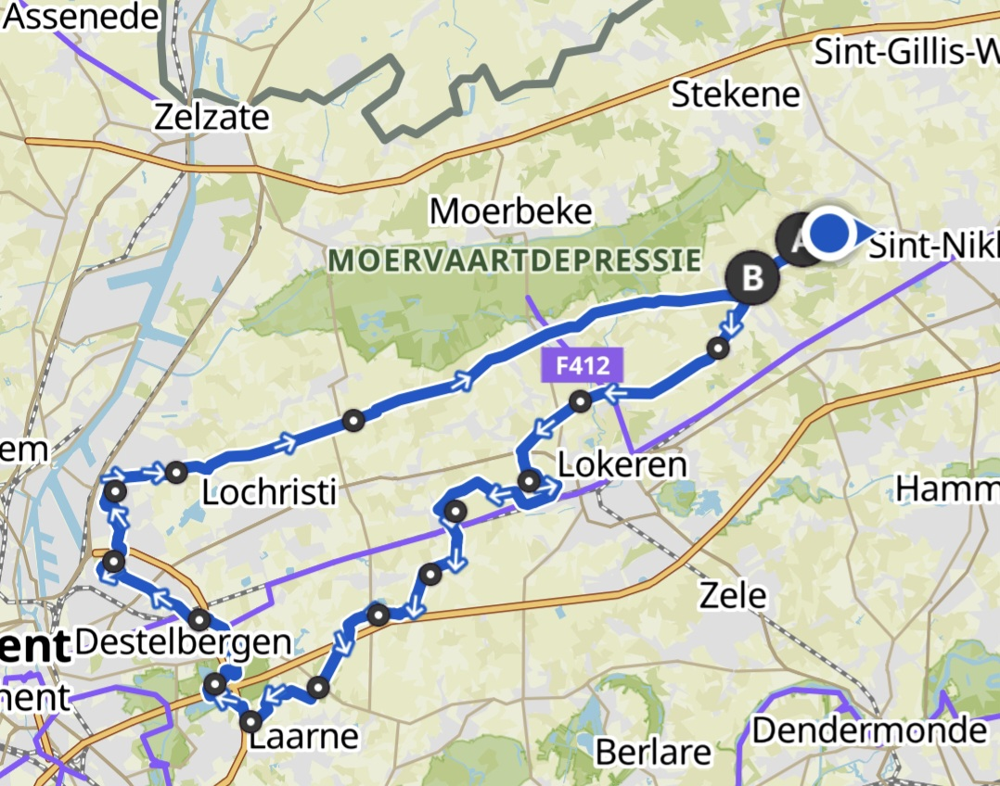 Assenede
Zelzate
Sint-Gillis-W
Stekene
Moerbeke
MOERVAARTDEPRESSIE
A
Sint-Nikl
B
F412
em
Lochristi
Lokeren
Hamm
Zele
ent
Destelbergen
ment
Laarne
Berlare
Dendermonde